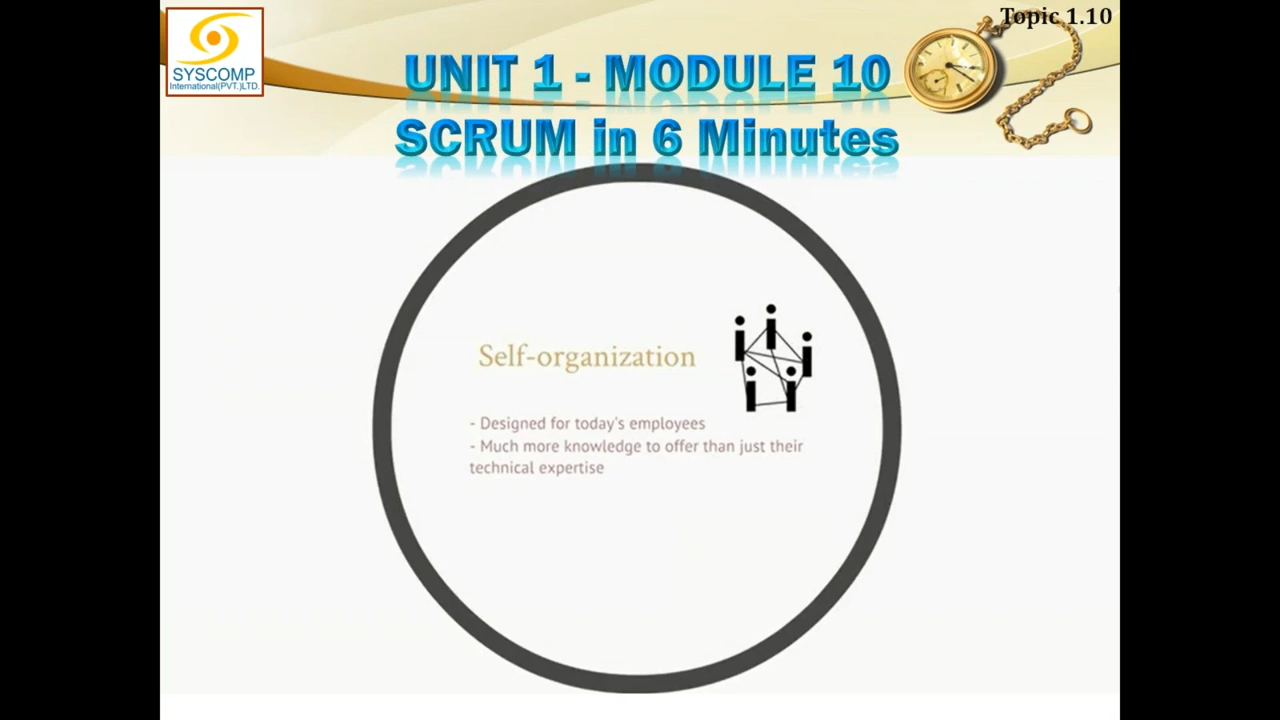 Topic 1.10
SYSCOMP
International(PVT.)LTD.
UNIT 1 - MODULE 10
SCRUM in 6 Minutes
Self-organization
- Designed for today's employees
- Much more knowledge to offer than just their
technical expertise